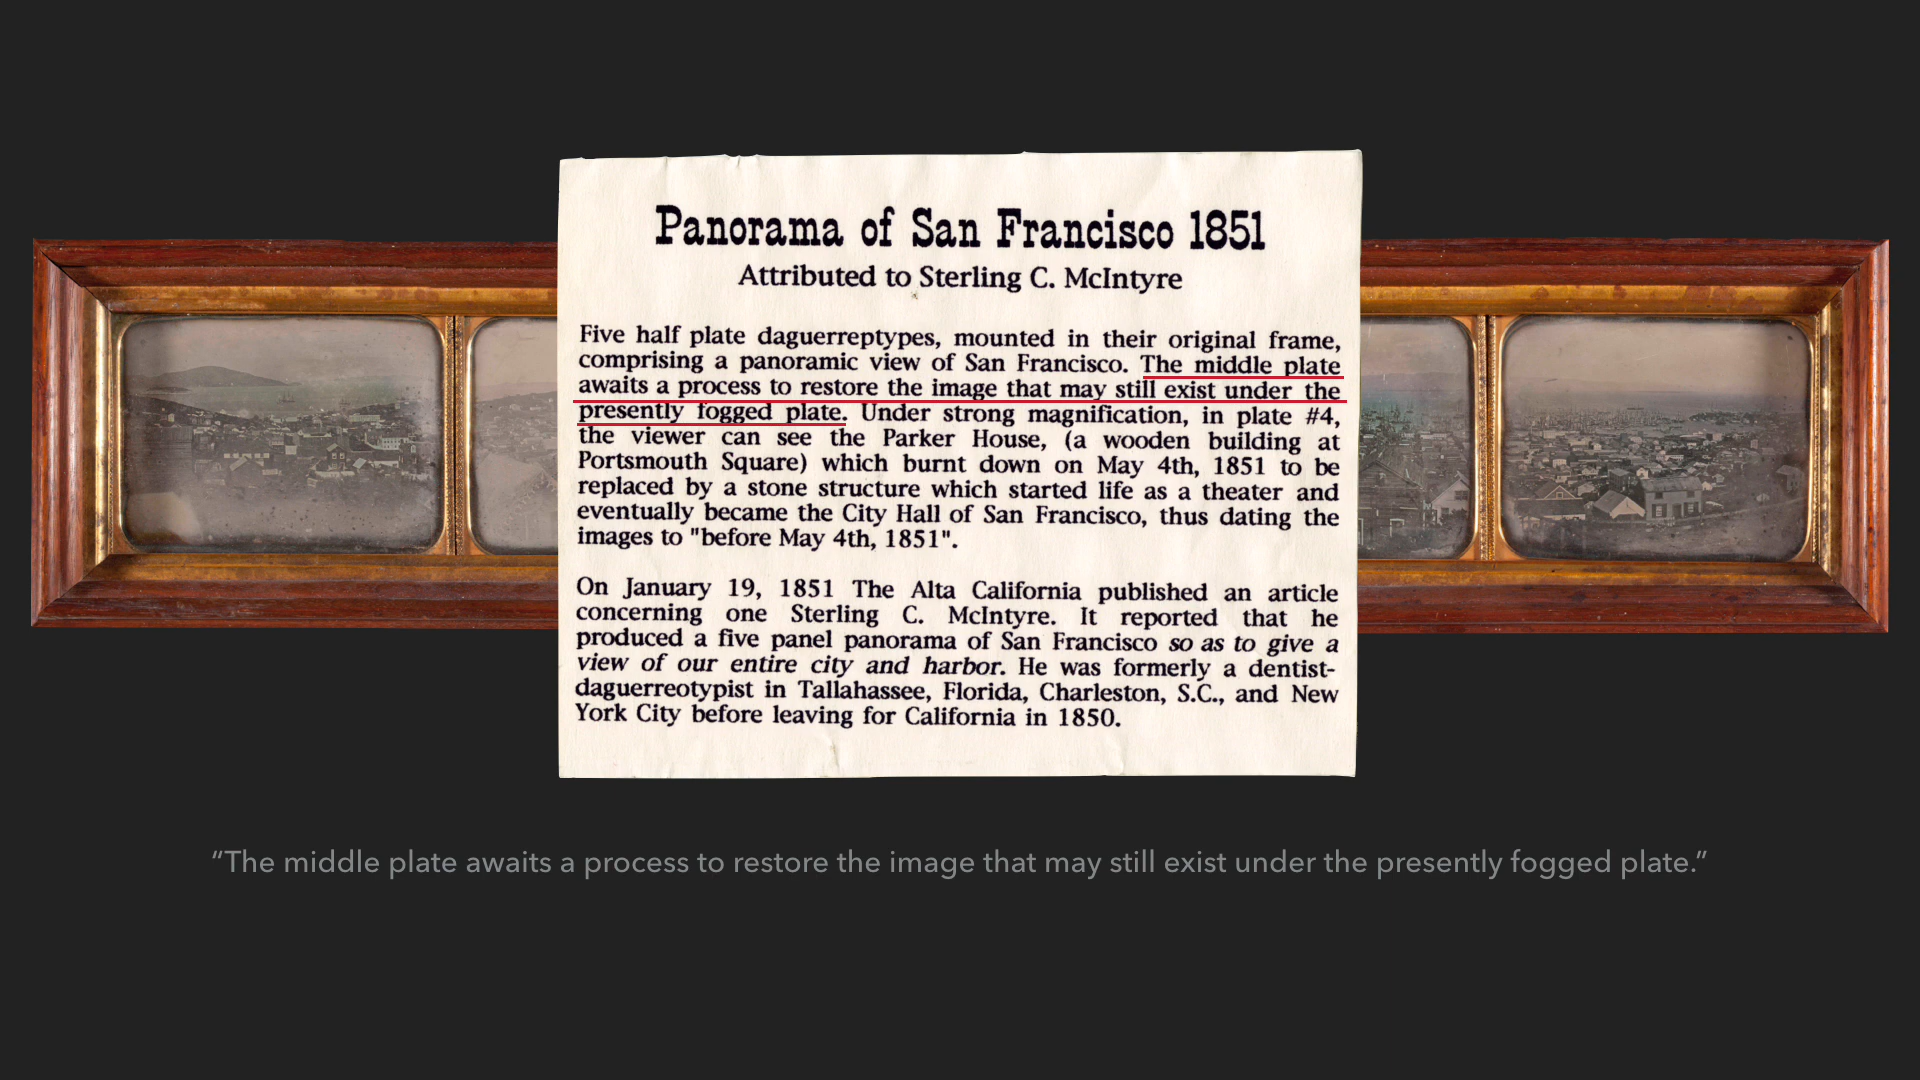 Panorama of San Francisco 1851
Attributed to Sterling C. McIntyre
Five half plate daguerreptypes, mounted in their original frame,
comprising a panoramic view of San Francisco. The middle plate
awaits a process to restore the image that may still exist under the
presently fogged plate. Under strong magnification, in plate #4,
the viewer can see the Parker House, (a wooden building at
Portsmouth Square) which burnt down on May 4th, 1851 to be
replaced by a stone structure which started life as a theater and
eventually became the City Hall of San Francisco, thus dating the
images to "before May 4th, 1851".
On January 19, 1851 The Alta California published an article
concerning one Sterling C. McIntyre. It reported that he
produced a five panel panorama of San Francisco so as to give a
view of our entire city and harbor. He was formerly a dentist-
daguerreotypist in Tallahassee, Florida, Charleston, S.C., and New
York City before leaving for California in 1850.
“The middle plate awaits a process to restore the image that may still exist under the presently fogged plate.”